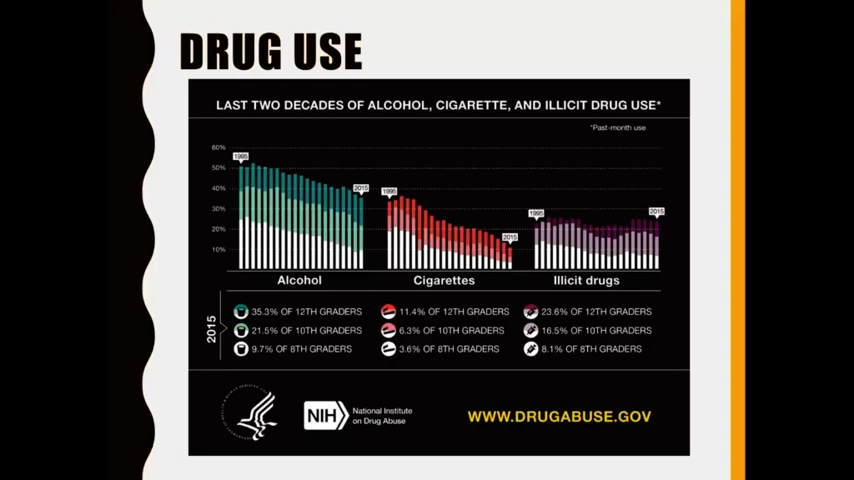 DRUG USE
LAST TWO DECADES OF ALCOHOL, CIGARETTE, AND ILLICIT DRUG USE*
*Past-month use
60%
50%
40%
30%
20%
10%
1995
2015
1995
2015
1995
2015
Alcohol
Cigarettes
Illicit drugs
2015
35.3% OF 12TH GRADERS
21.5% OF 10TH GRADERS
9.7% OF 8TH GRADERS
11.4% OF 12TH GRADERS
6.3% OF 10TH GRADERS
3.6% OF 8TH GRADERS
23.6% OF 12TH GRADERS
16.5% OF 10TH GRADERS
8.1% OF 8TH GRADERS
NIH
National Institute
on Drug Abuse
WWW.DRUGABUSE.GOV